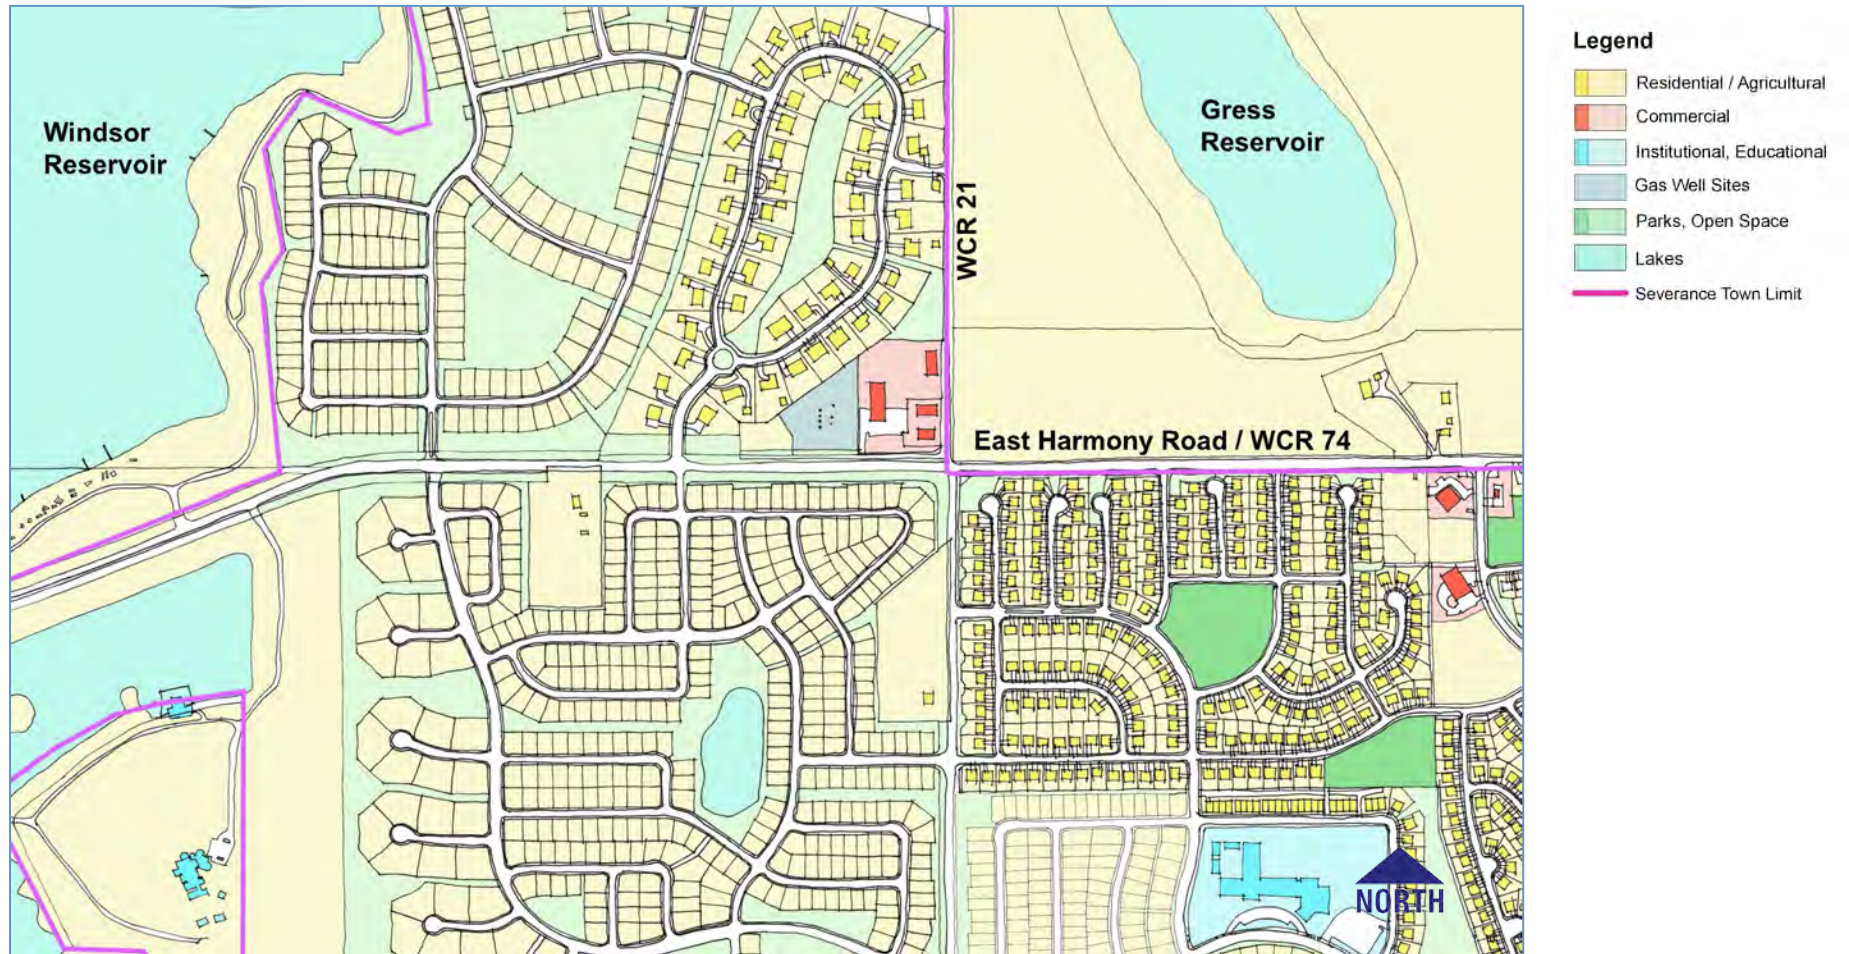 Windsor
Reservoir
Gress
Reservoir
WCR 21
East Harmony Road / WCR 74
NORTH
Legend
Residential / Agricultural
Commercial
Institutional, Educational
Gas Well Sites
Parks, Open Space
Lakes
Severance Town Limit